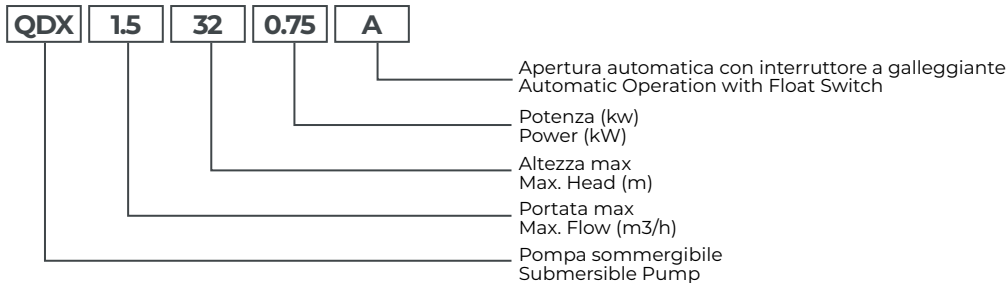 QDX 1.5 32 0.75 A
Apertura automatica con interruttore a galleggiante
Automatic Operation with Float Switch
Potenza (kw)
Power (kW)
Altezza max
Max. Head (m)
Portata max
Max. Flow (m3/h)
Pompa sommergibile
Submersible Pump